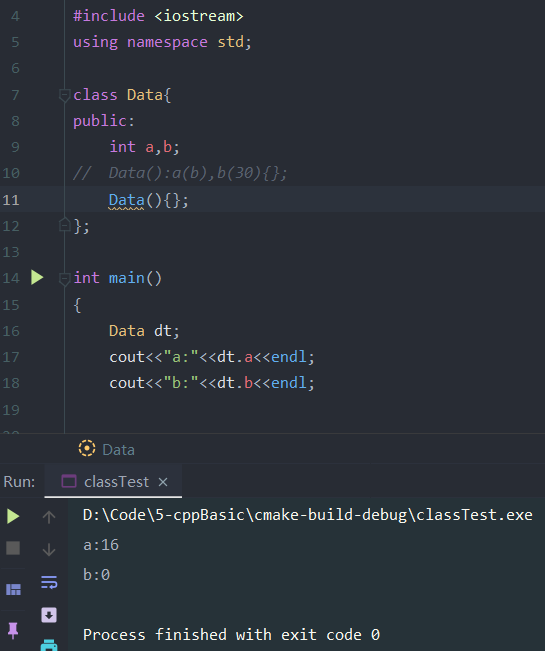 4 #include <iostream>
5 using namespace std;
6
7 class Data{
8 public:
9 int a,b;
10 // Data():a(b),b(30){};
11 Data(){};
12 };
13
14 int main()
15 {
16 Data dt;
17 cout<<"a:"<<dt.a<<endl;
18 cout<<"b:"<<dt.b<<endl;
19
Data
Run: classTest ×
D:\Code\5-cppBasic\cmake-build-debug\classTest.exe
a:16
b:0
Process finished with exit code 0